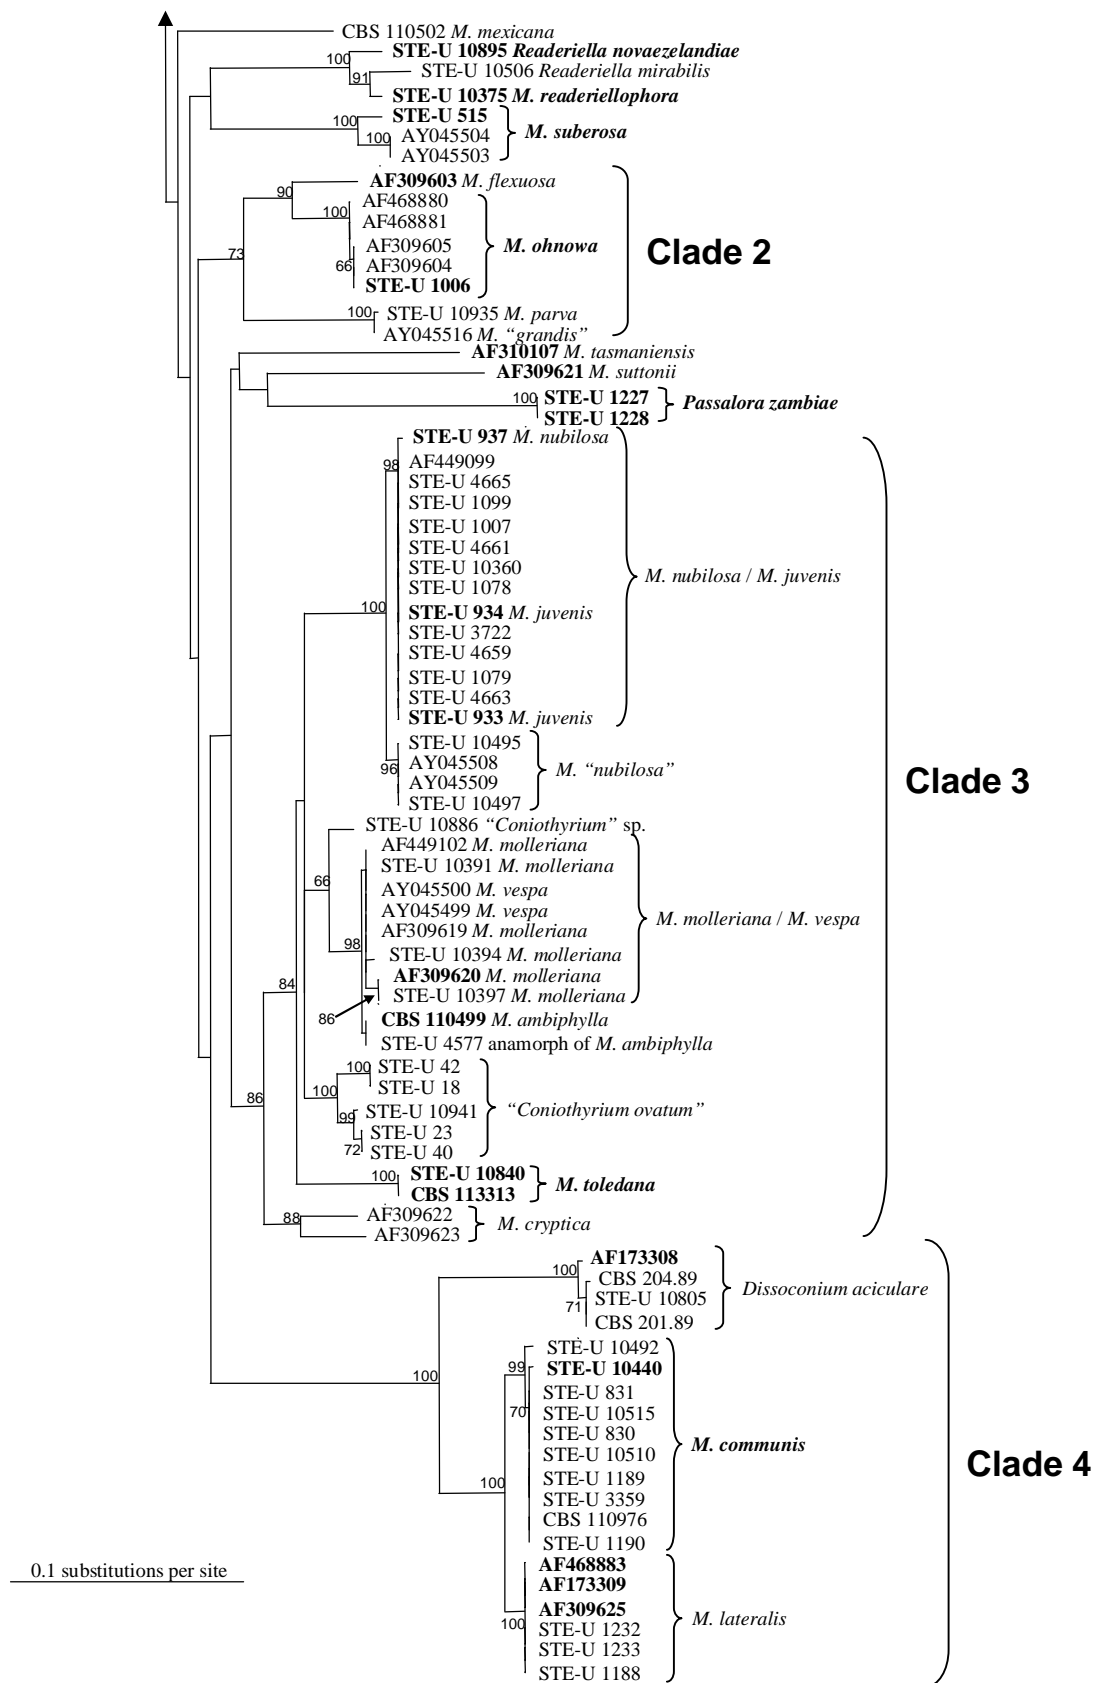 CBS 110502 M. mexicana
STE-U 10895 Readeriella novaezelandiae
100
STE-U 10506 Readeriella mirabilis
91
STE-U 10375 M. readeriellophora
STE-U 515
100
M. suberosa
AY045504
100
AY045503
AF309603 M. flexuosa
90
AF468880
100
AF468881
AF309605
M. ohnowa
Clade 2
73
AF309604
66
STE-U 1006
100
STE-U 10935 M. parva
AY045516 M. “grandis”
AF310107 M. tasmaniensis
AF309621 M. suttonii
100
STE-U 1227
Passalora zambiae
STE-U 1228
STE-U 937 M. nubilosa
98
AF449099
STE-U 4665
STE-U 1099
STE-U 1007
STE-U 4661
STE-U 10360
M. nubilosa / M. juvenis
STE-U 1078
100
STE-U 934 M. juvenis
STE-U 3722
STE-U 4659
STE-U 1079
STE-U 4663
STE-U 933 M. juvenis
STE-U 10495
AY045508
M. “nubilosa”
96
AY045509
Clade 3
STE-U 10497
STE-U 10886 “Coniothyrium” sp.
AF449102 M. molleriana
STE-U 10391 M. molleriana
66
AY045500 M. vespa
AY045499 M. vespa
M. molleriana / M. vespa
AF309619 M. molleriana
98
STE-U 10394 M. molleriana
AF309620 M. molleriana
84
STE-U 10397 M. molleriana
86
CBS 110499 M. ambiphylla
STE-U 4577 anamorph of M. ambiphylla
100
STE-U 42
STE-U 18
100
86
STE-U 10941
“Coniothyrium ovatum”
99
STE-U 23
72
STE-U 40
100
STE-U 10840
M. toledana
CBS 113313
88
AF309622
M. cryptica
AF309623
AF173308
100
CBS 204.89
Dissoconium aciculare
STE-U 10805
71
CBS 201.89
STE-U 10492
99
STE-U 10440
100
STE-U 831
70
STE-U 10515
STE-U 830
M. communis
STE-U 10510
Clade 4
100
STE-U 1189
STE-U 3359
CBS 110976
STE-U 1190
AF468883
0.1 substitutions per site
AF173309
AF309625
M. lateralis
100
STE-U 1232
STE-U 1233
STE-U 1188